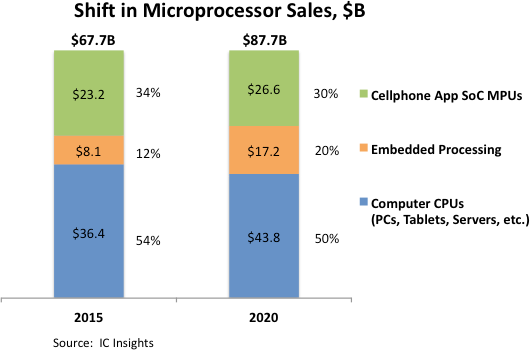 Shift in Microprocessor Sales, $B
$67.7B
$87.7B
$23.2
34%
$26.6
30%
Cellphone App SoC MPUs
$8.1
12%
$17.2
20%
Embedded Processing
$36.4
54%
$43.8
50%
Computer CPUs
(PCs, Tablets, Servers, etc.)
2015
2020
Source: IC Insights